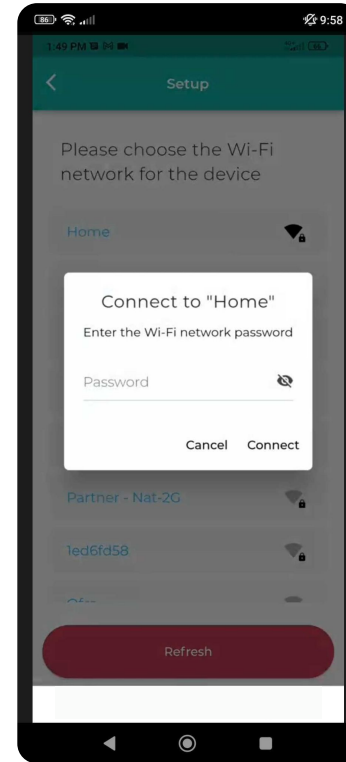 86 9:58
1:49 PM
Setup
Please choose the Wi-Fi
network for the device
Home
Connect to "Home"
Enter the Wi-Fi network password
Password
Cancel Connect
Partner - Nat-2G
1ed6fd58
Refresh